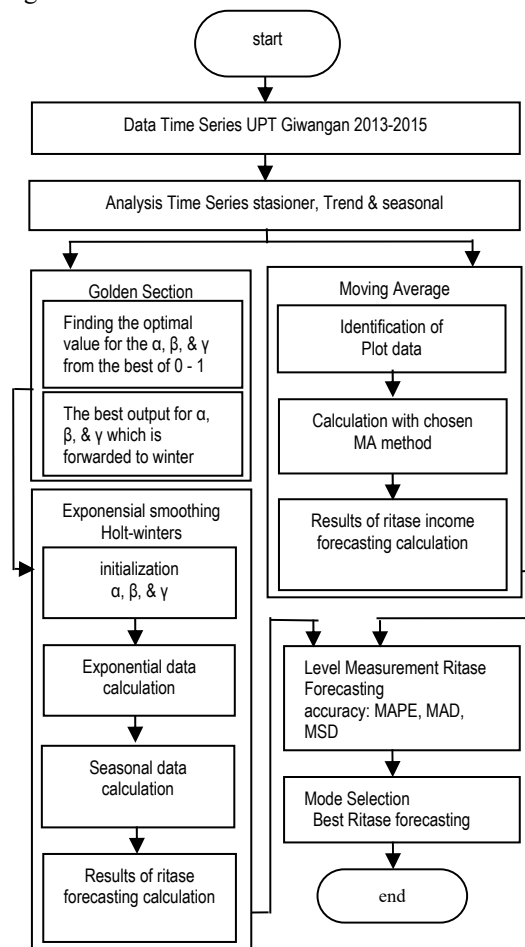 start
Data Time Series UPT Giwangan 2013-2015
Analysis Time Series stasioner, Trend & seasonal
Golden Section
Finding the optimal
value for the α, β, & γ
from the best of 0 - 1
The best output for α,
β, & γ which is
forwarded to winter
Exponensial smoothing
Holt-winters
initialization
α, β, & γ
Exponential data
calculation
Seasonal data
calculation
Results of ritase
forecasting calculation
Moving Average
Identification of
Plot data
Calculation with chosen
MA method
Results of ritase income
forecasting calculation
Level Measurement Ritase
Forecasting
accuracy: MAPE, MAD,
MSD
Mode Selection
Best Ritase forecasting
end